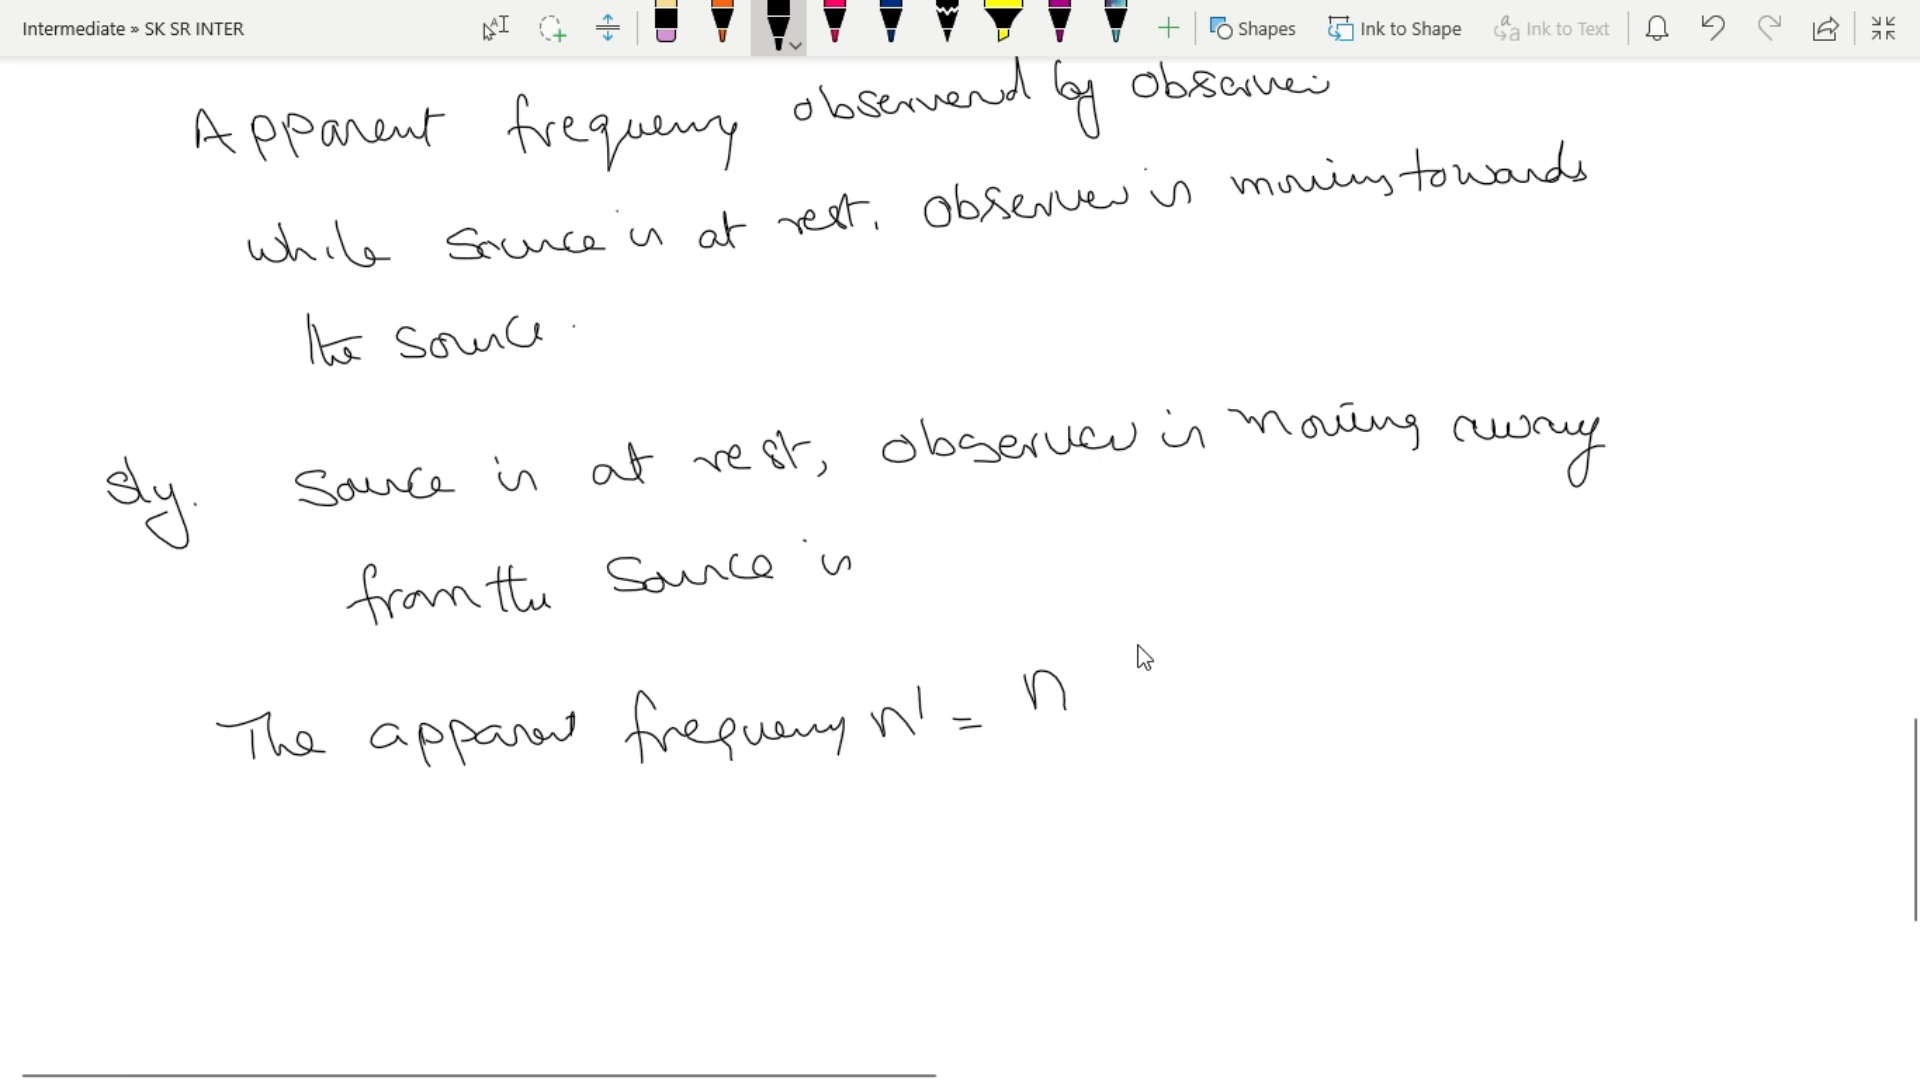 Intermediate » SK SR INTER
Shapes
Ink to Shape
Ink to Text
Apparent frequency observend by observer
while source is at rest. Observer is moving towards
the source.
Sly. Source is at rest, observer is moving away
from the source is
The apparent frequency n' = n